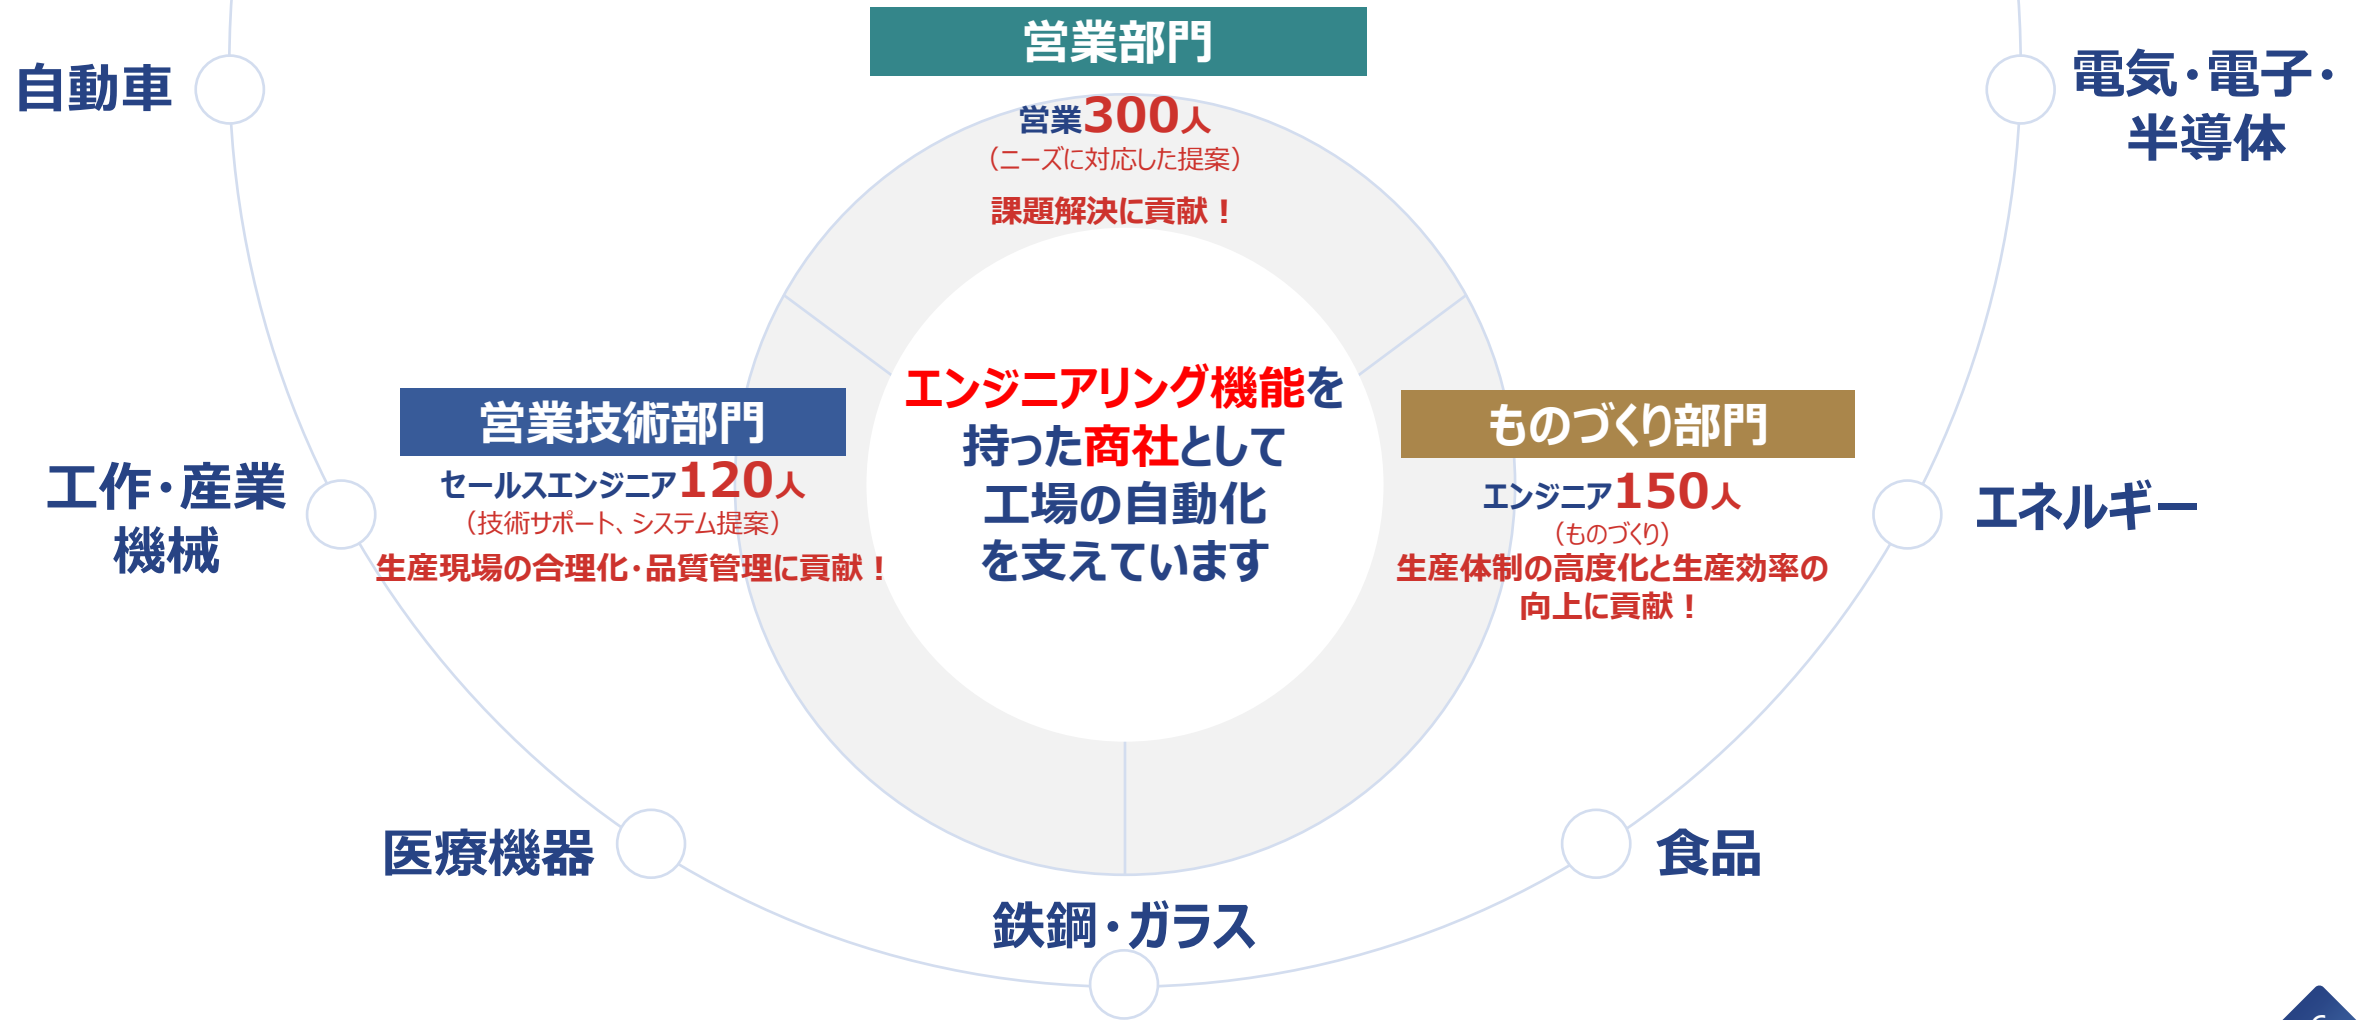 営業部門
営業300人
（ニーズに対応した提案）
課題解決に貢献！
自動車
電気・電子・
半導体
エンジニアリング機能を
持った商社として
工場の自動化
を支えています
営業技術部門
セールスエンジニア120人
（技術サポート、システム提案）
生産現場の合理化・品質管理に貢献！
ものづくり部門
エンジニア150人
（ものづくり）
生産体制の高度化と生産効率の
向上に貢献！
工作・産業
機械
エネルギー
医療機器
食品
鉄鋼・ガラス